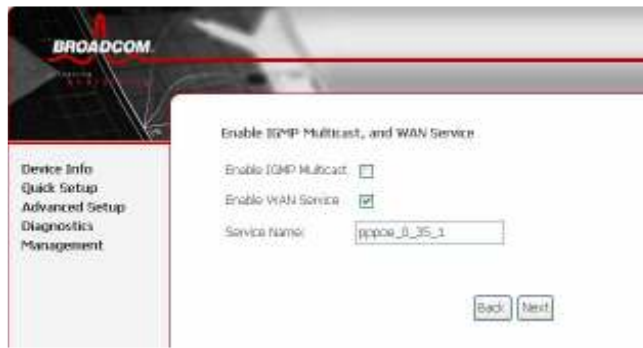 BROADCOM.
Enable IGMP Multicast, and WAN Service
Enable IGMP Multicast
Enable WAN Service
Service Name:
pppoe_0_35_1
Device Info
Quick Setup
Advanced Setup
Diagnostics
Management
Back Next